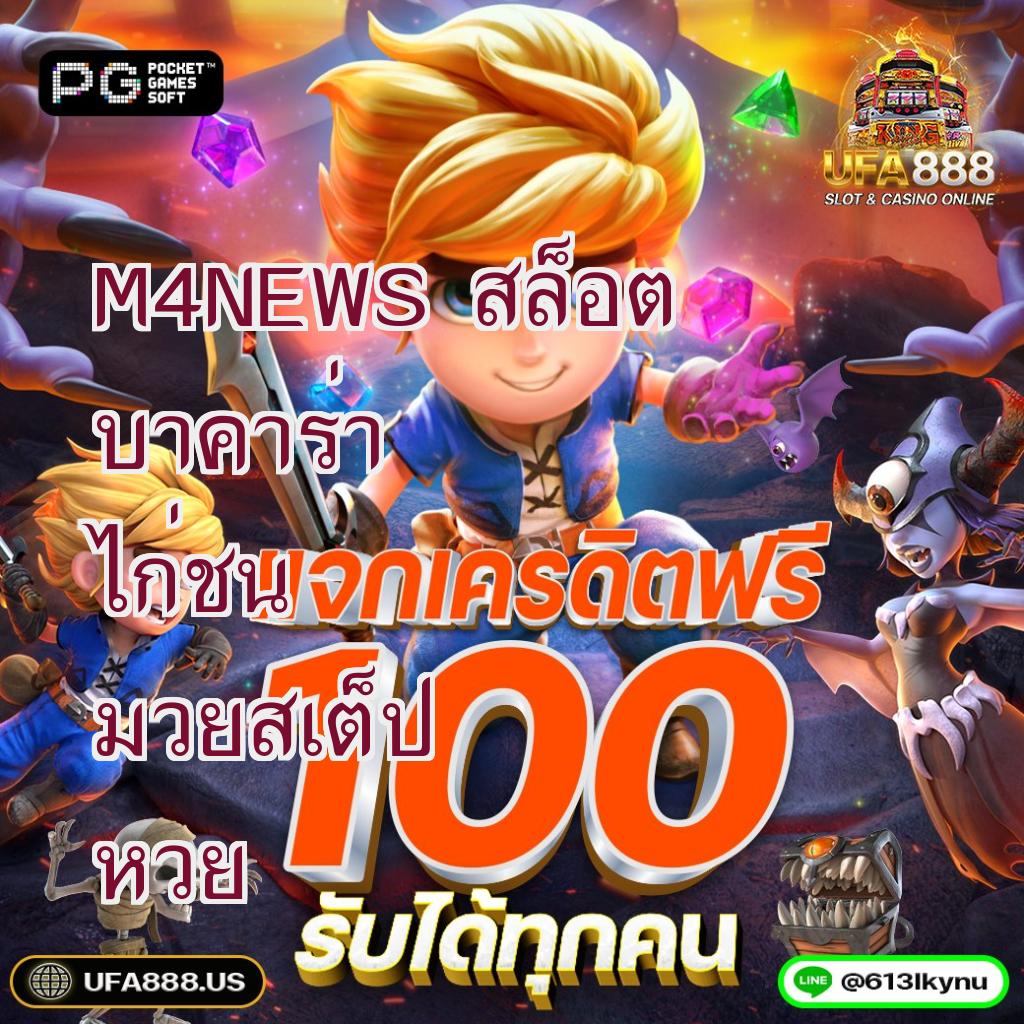 PG POCKET GAMES SOFT™
UFA888
SLOT & CASINO ONLINE
M4NEWS สล็อต
บาคาร่า
ไก่ชน
แจกเครดิตฟรี
มวยสเต็ป
100
หวย
รับได้ทุกคน
UFA888.US
LINE @613lkynu